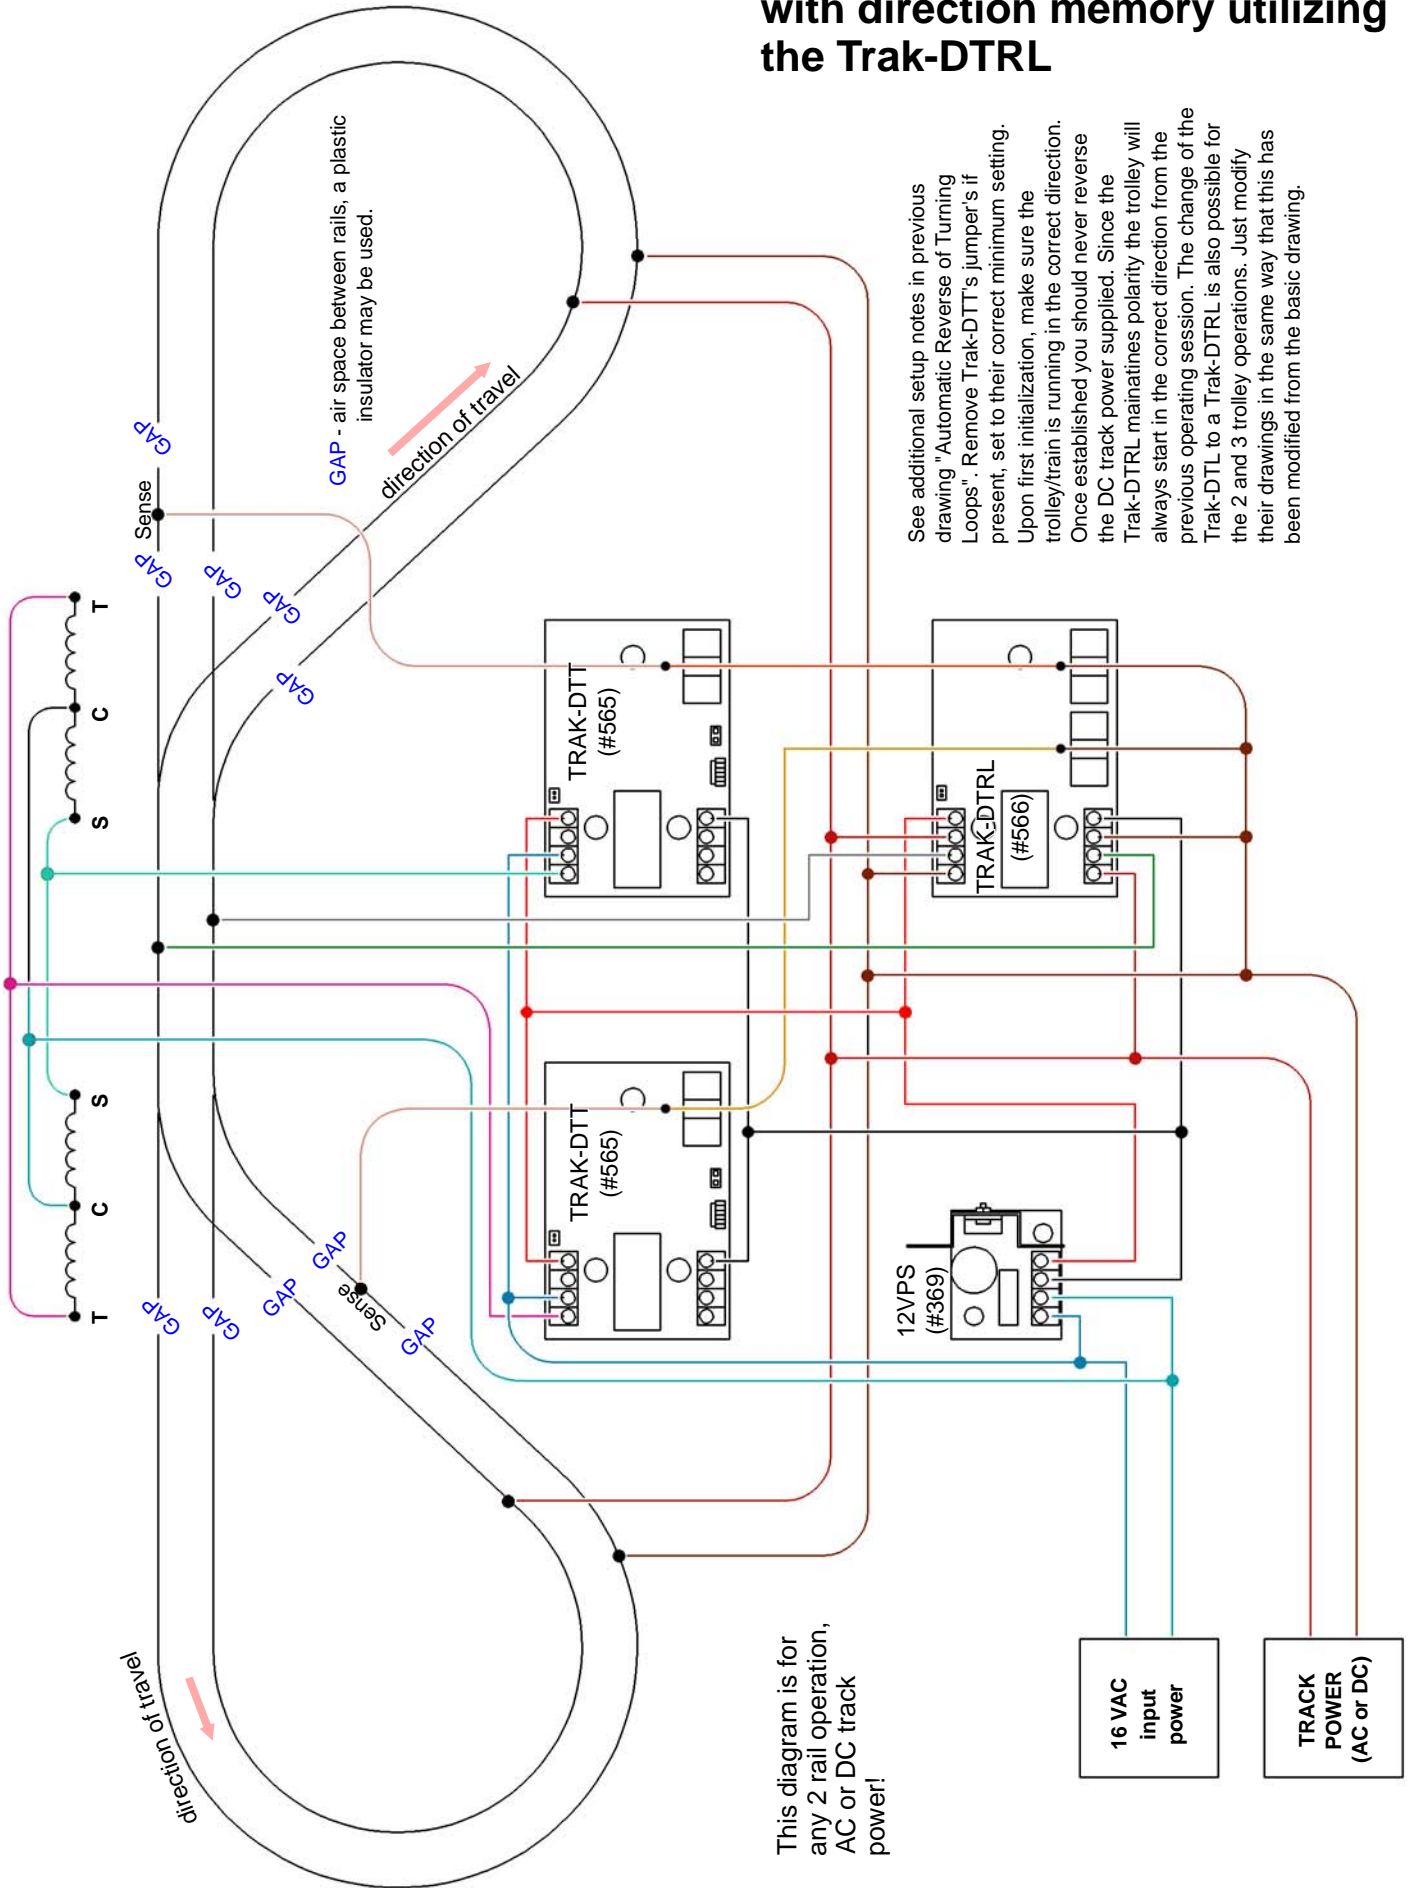 with direction memory utilizing
the Trak-DTRL
See additional setup notes in previous
drawing "Automatic Reverse of Turning
Loops". Remove Trak-DTT's jumper's if
present, set to their correct minimum setting.
Upon first initialization, make sure the
trolley/train is running in the correct direction.
Once established you should never reverse
the DC track power supplied. Since the
Trak-DTRL mainatines polarity the trolley will
always start in the correct direction from the
previous operating session. The change of the
Trak-DTL to a Trak-DTRL is also possible for
the 2 and 3 trolley operations. Just modify
their drawings in the same way that this has
been modified from the basic drawing.
GAP - air space between rails, a plastic
insulator may be used.
direction of travel
GAP
Sense
GAP
GAP
GAP
GAP
T
C
S
S
C
T
TRAK-DTT
(#565)
TRAK-DTRL
(#566)
TRAK-DTT
(#565)
12VPS
(#369)
GAP
GAP
GAP
GAP
Sense
GAP
direction of travel
This diagram is for
any 2 rail operation,
AC or DC track
power!
16 VAC
input
power
TRACK
POWER
(AC or DC)